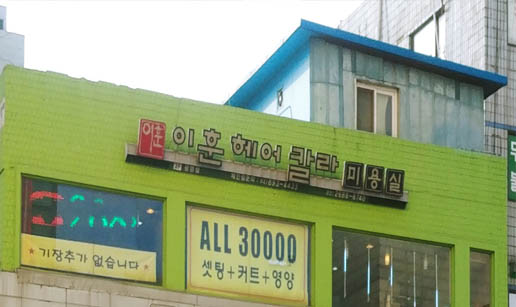 이훈 이훈 헤어 칼라 미용실
ALL 30000
셋팅+커트+영양
★ 기장추가 없습니다 ★